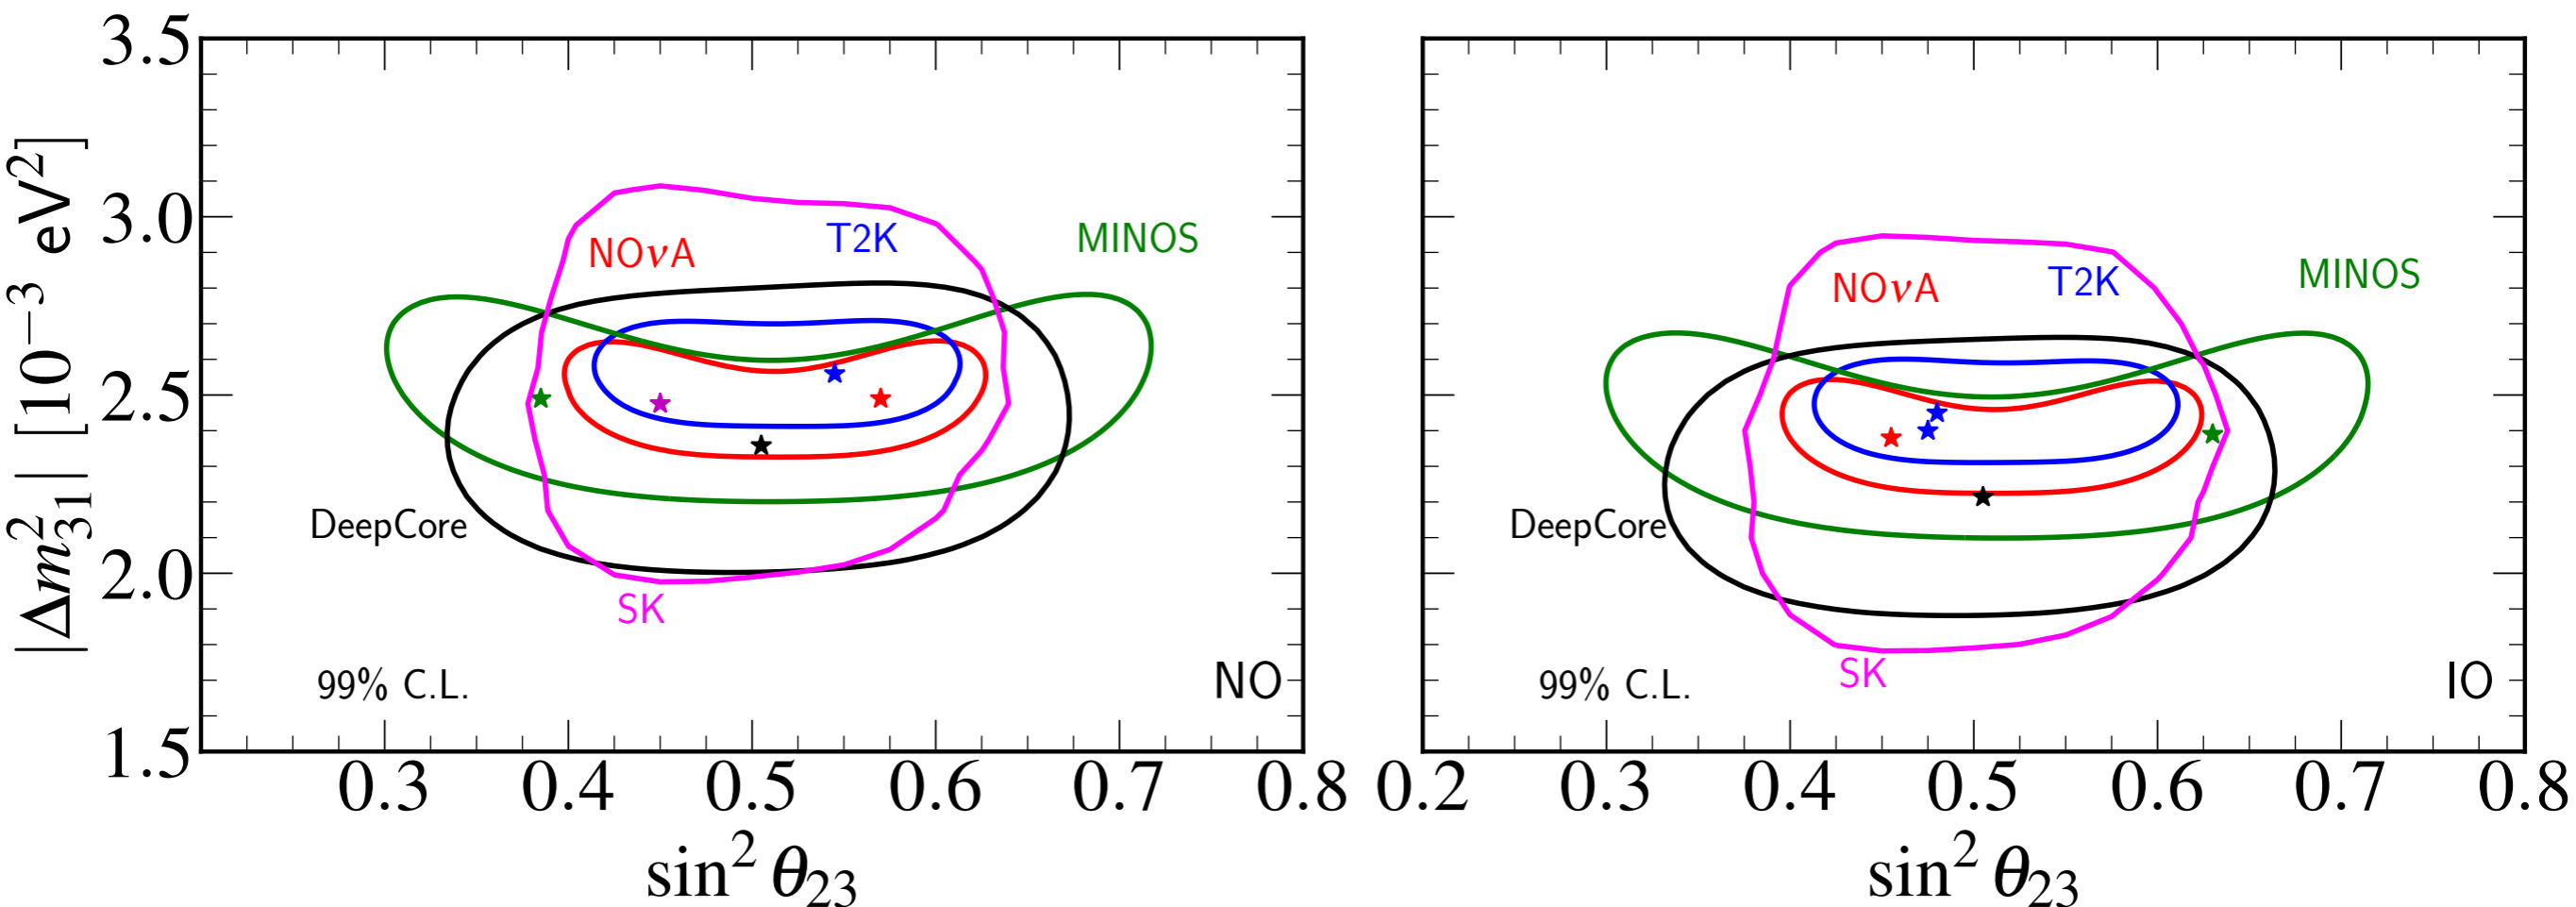 |Δm²₃₁| [10⁻³ eV²]
3.5
3.0
2.5
2.0
1.5
NOνA
T2K
MINOS
DeepCore
SK
99% C.L.
NO
0.3 0.4 0.5 0.6 0.7 0.8
sin² θ₂₃
NOνA
T2K
MINOS
DeepCore
SK
99% C.L.
IO
0.2 0.3 0.4 0.5 0.6 0.7 0.8
sin² θ₂₃